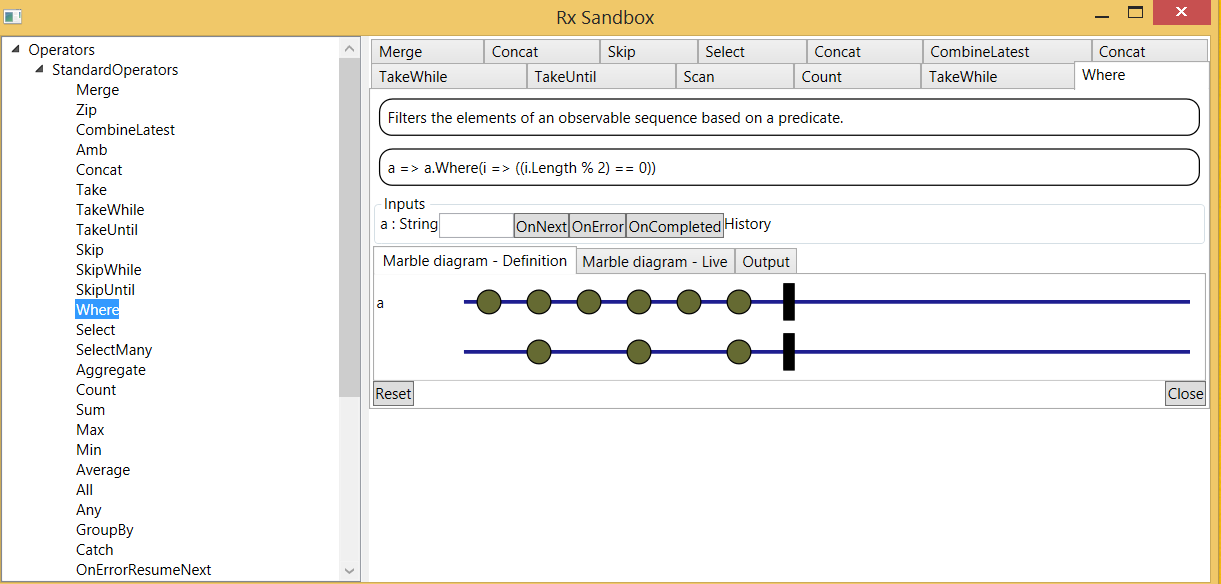 Rx Sandbox
Operators
StandardOperators
Merge
Zip
CombineLatest
Amb
Concat
Take
TakeWhile
TakeUntil
Skip
SkipWhile
SkipUntil
Where
Select
SelectMany
Aggregate
Count
Sum
Max
Min
Average
All
Any
GroupBy
Catch
OnErrorResumeNext
Merge Concat Skip Select Concat CombineLatest Concat
TakeWhile TakeUntil Scan Count TakeWhile Where
Filters the elements of an observable sequence based on a predicate.
a => a.Where(i => ((i.Length % 2) == 0))
Inputs
a : String OnNext OnError OnCompleted History
Marble diagram - Definition Marble diagram - Live Output
a
Reset Close